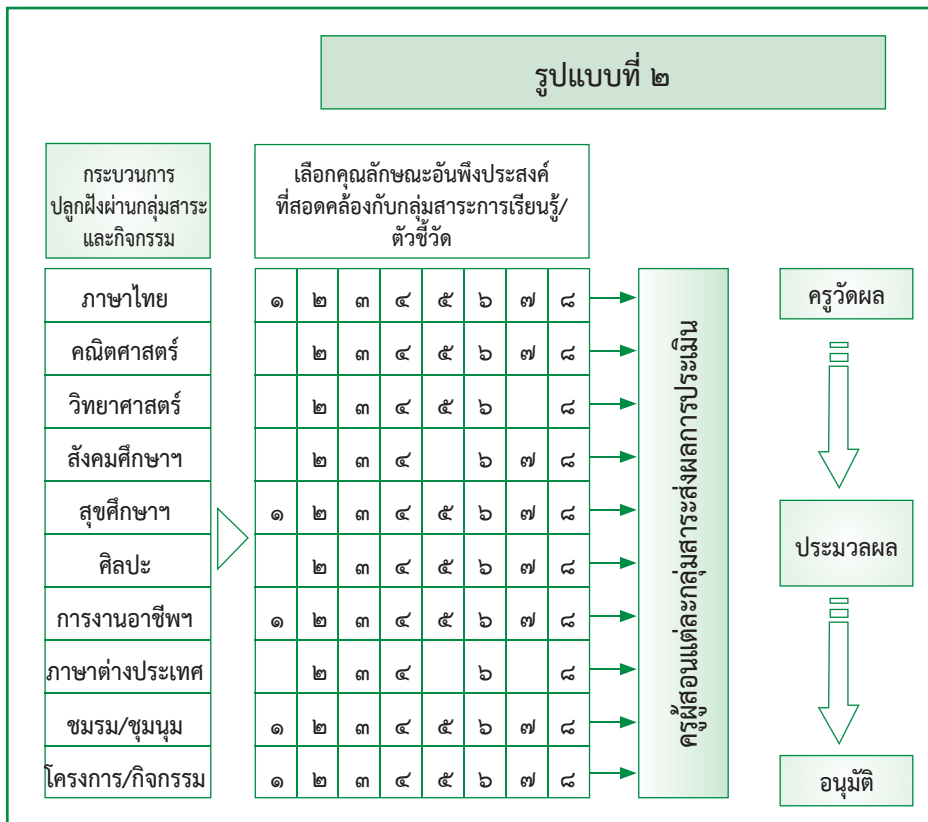 รูปแบบที่ ๒
กระบวนการ
ปลูกฝังผ่านกลุ่มสาระ
และกิจกรรม
เลือกคุณลักษณะอันพึงประสงค์
ที่สอดคล้องกับกลุ่มสาระการเรียนรู้/
ตัวชี้วัด
ภาษาไทย ๑ ๒ ๓ ๔ ๕ ๖ ๗ ๘
คณิตศาสตร์ ๒ ๓ ๔ ๕ ๖ ๗ ๘
วิทยาศาสตร์ ๒ ๓ ๔ ๕ ๖ ๘
สังคมศึกษาฯ ๒ ๓ ๔ ๖ ๗ ๘
สุขศึกษาฯ ๑ ๒ ๓ ๔ ๕ ๖ ๗ ๘
ศิลปะ ๒ ๓ ๔ ๕ ๖ ๗ ๘
การงานอาชีพฯ ๑ ๒ ๓ ๔ ๕ ๖ ๗ ๘
ภาษาต่างประเทศ ๒ ๓ ๔ ๖ ๘
ชมรม/ชุมนุม ๑ ๒ ๓ ๔ ๕ ๖ ๗ ๘
โครงการ/กิจกรรม ๑ ๒ ๓ ๔ ๕ ๖ ๗ ๘
ครูผู้สอนแต่ละกลุ่มสาระส่งผลการประเมิน
ครูวัดผล
ประมวลผล
อนุมัติ